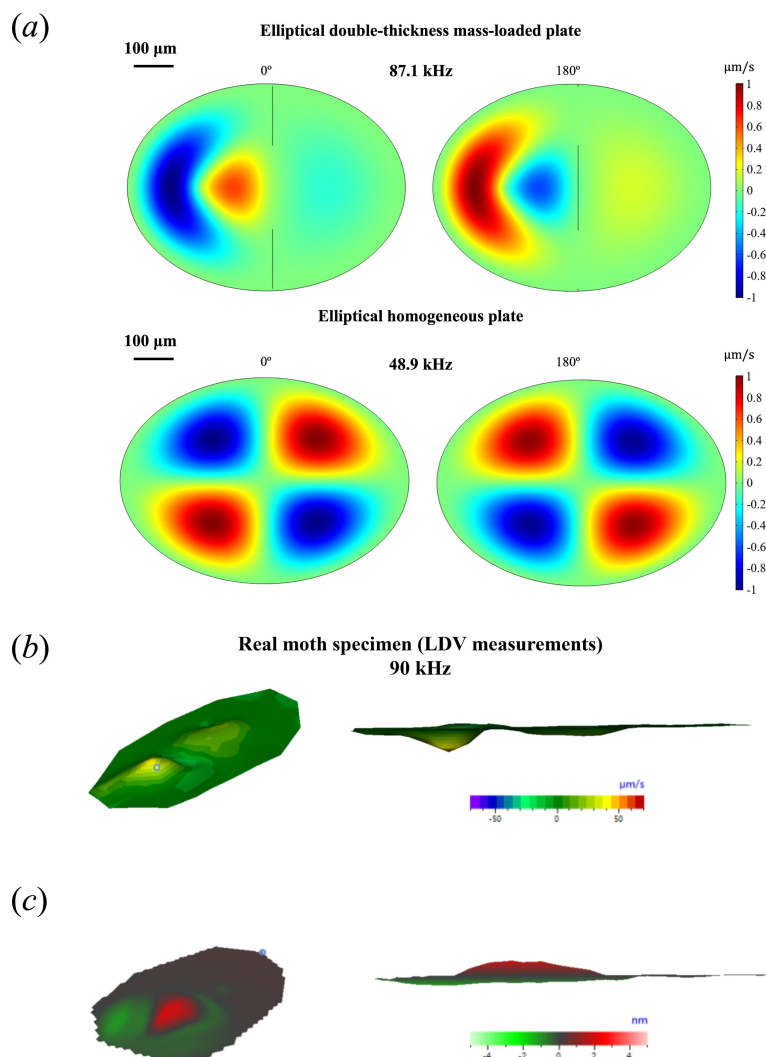 (a)
Elliptical double-thickness mass-loaded plate
100 μm
87.1 kHz
0º
180º
μm/s
1
0.8
0.6
0.4
0.2
0
-0.2
-0.4
-0.6
-0.8
-1
Elliptical homogeneous plate
100 μm
48.9 kHz
0º
180º
μm/s
1
0.8
0.6
0.4
0.2
0
-0.2
-0.4
-0.6
-0.8
-1
(b)
Real moth specimen (LDV measurements)
90 kHz
μm/s
-50 0 50
(c)
nm
-4 -2 0 2 4